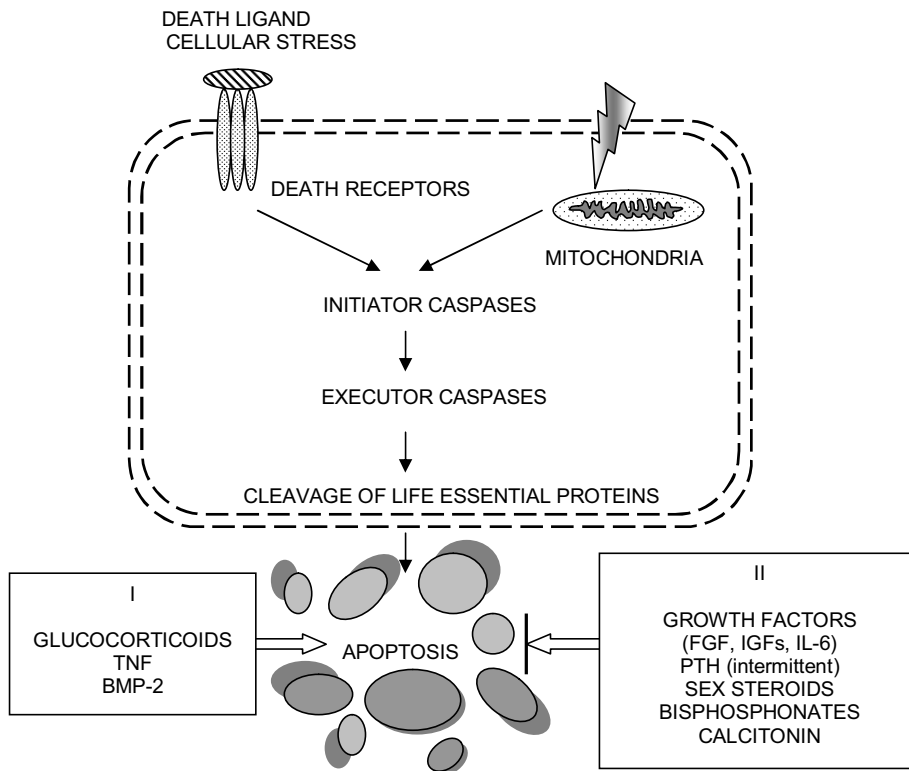 DEATH LIGAND
CELLULAR STRESS
DEATH RECEPTORS
MITOCHONDRIA
INITIATOR CASPASES
EXECUTOR CASPASES
CLEAVAGE OF LIFE ESSENTIAL PROTEINS
I
GLUCOCORTICOIDS
TNF
BMP-2
APOPTOSIS
II
GROWTH FACTORS
(FGF, IGFs, IL-6)
PTH (intermittent)
SEX STEROIDS
BISPHOSPHONATES
CALCITONIN